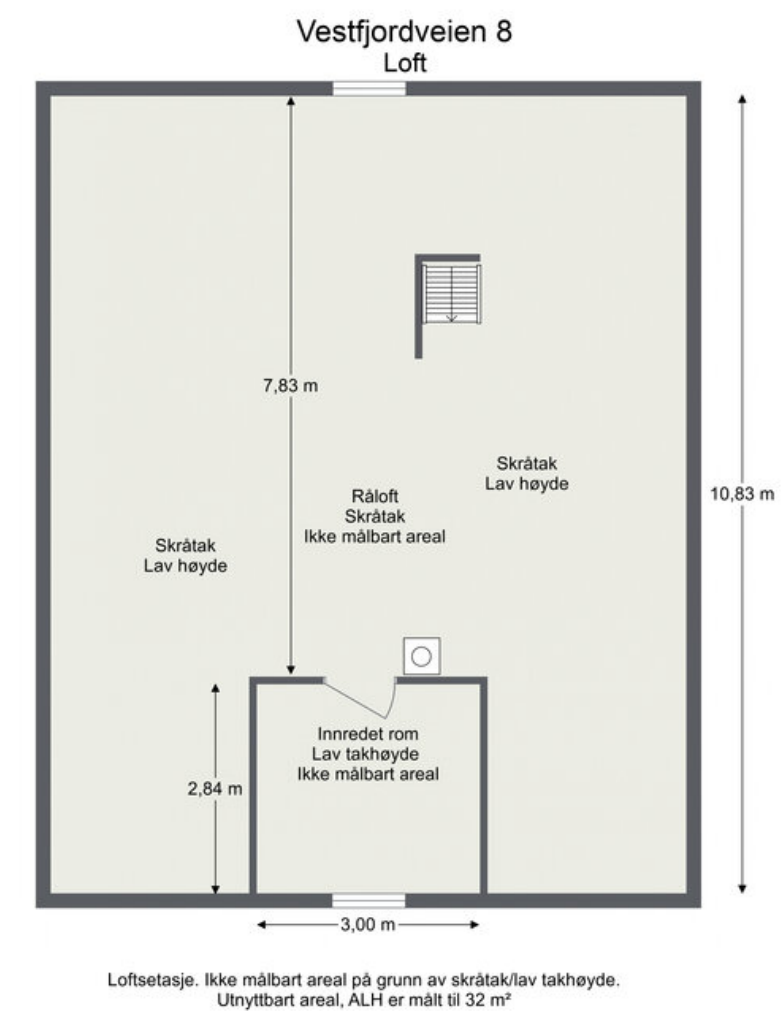 Vestfjordveien 8
Loft
7,83 m
Skråtak
Lav høyde
10,83 m
Råloft
Skråtak
Ikke målbart areal
Skråtak
Lav høyde
Innredet rom
Lav takhøyde
Ikke målbart areal
2,84 m
3,00 m
Loftsetasje. Ikke målbart areal på grunn av skråtak/lav takhøyde.
Utnyttbart areal, ALH er målt til 32 m²